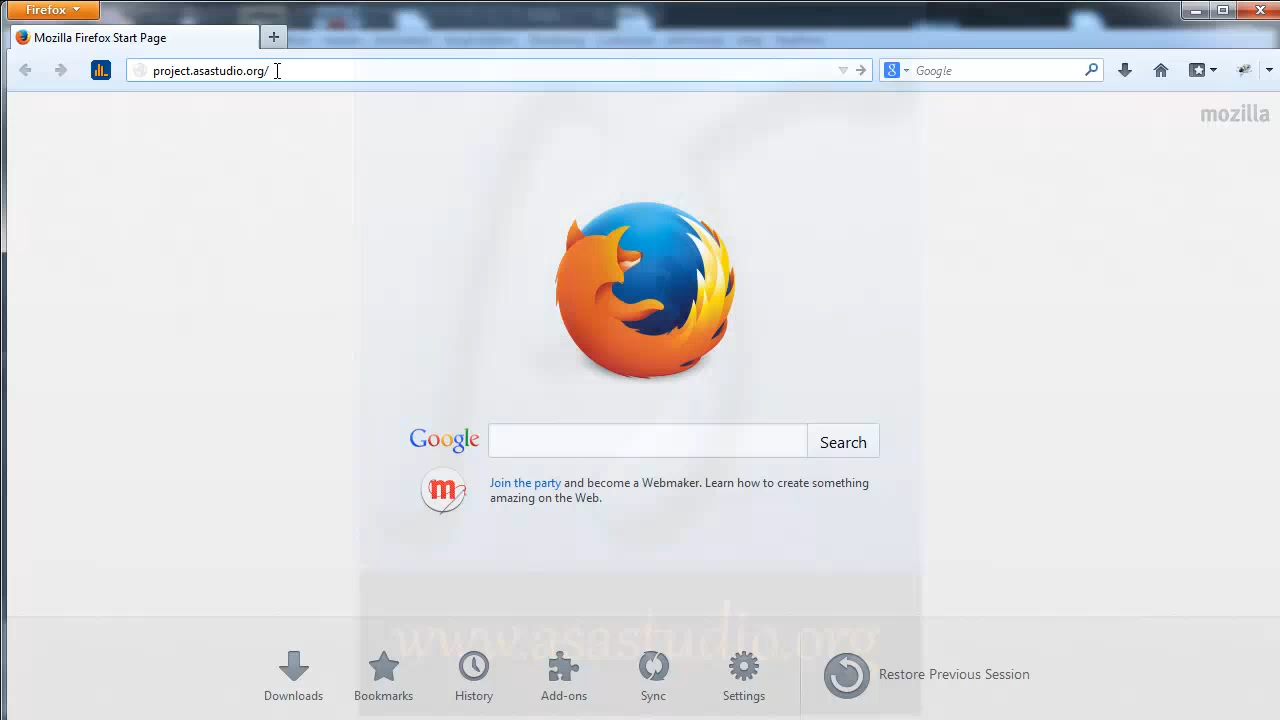 Firefox
Mozilla Firefox Start Page
project.asastudio.org/
8
Google
mozilla
Google
Search
m
Join the party and become a Webmaker. Learn how to create something
amazing on the Web.
www.asastudio.org
Downloads
Bookmarks
History
Add-ons
Sync
Settings
Restore Previous Session